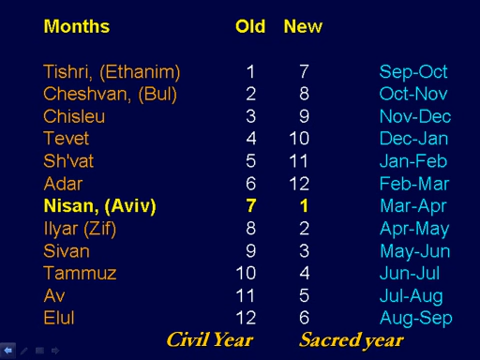 Months Old New
Tishri, (Ethanim) 1 7 Sep-Oct
Cheshvan, (Bul) 2 8 Oct-Nov
Chisleu 3 9 Nov-Dec
Tevet 4 10 Dec-Jan
Sh'vat 5 11 Jan-Feb
Adar 6 12 Feb-Mar
Nisan, (Aviv) 7 1 Mar-Apr
Ilyar (Zif) 8 2 Apr-May
Sivan 9 3 May-Jun
Tammuz 10 4 Jun-Jul
Av 11 5 Jul-Aug
Elul 12 6 Aug-Sep
Civil Year Sacred year